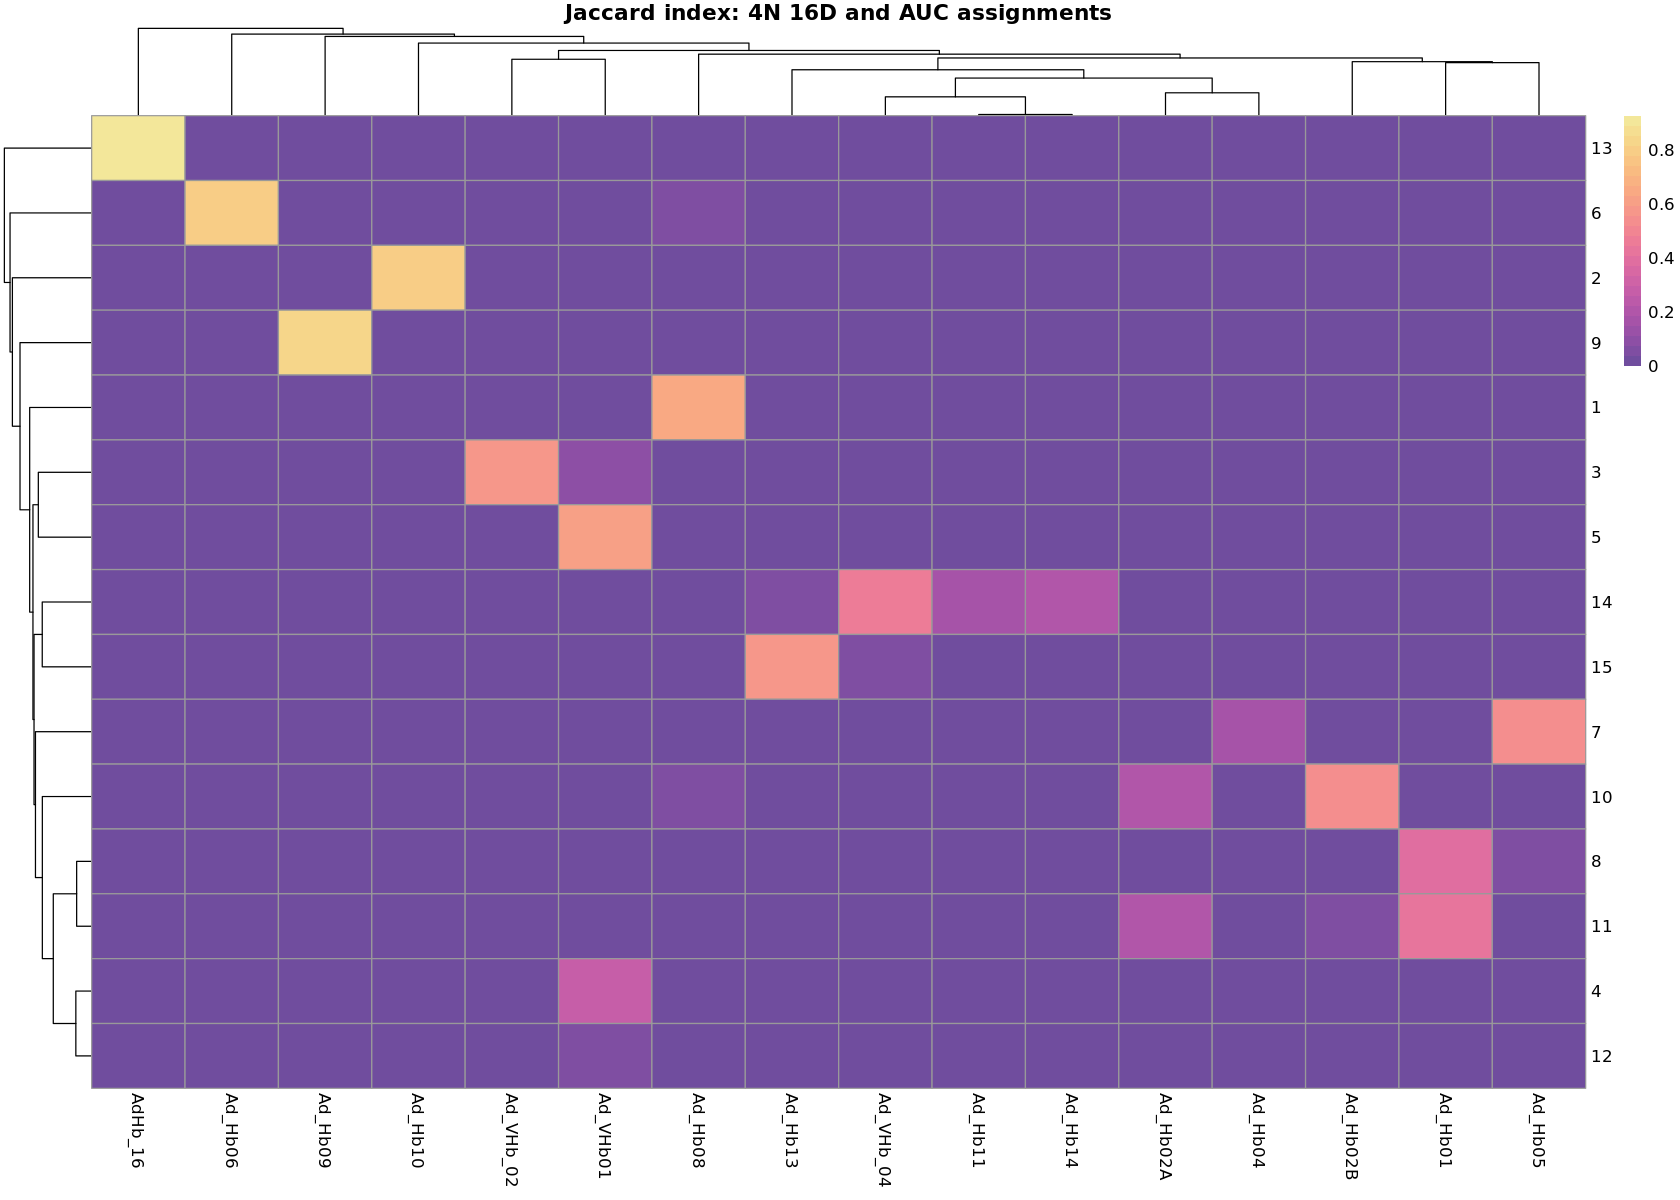 Jaccard index: 4N 16D and AUC assignments
13
6
2
9
1
3
5
14
15
7
10
8
11
4
12
0.8
0.6
0.4
0.2
0
AdHb_16
Ad_Hb06
Ad_Hb09
Ad_Hb10
Ad_VHb_02
Ad_VHb01
Ad_Hb08
Ad_Hb13
Ad_VHb_04
Ad_Hb11
Ad_Hb14
Ad_Hb02A
Ad_Hb04
Ad_Hb02B
Ad_Hb01
Ad_Hb05